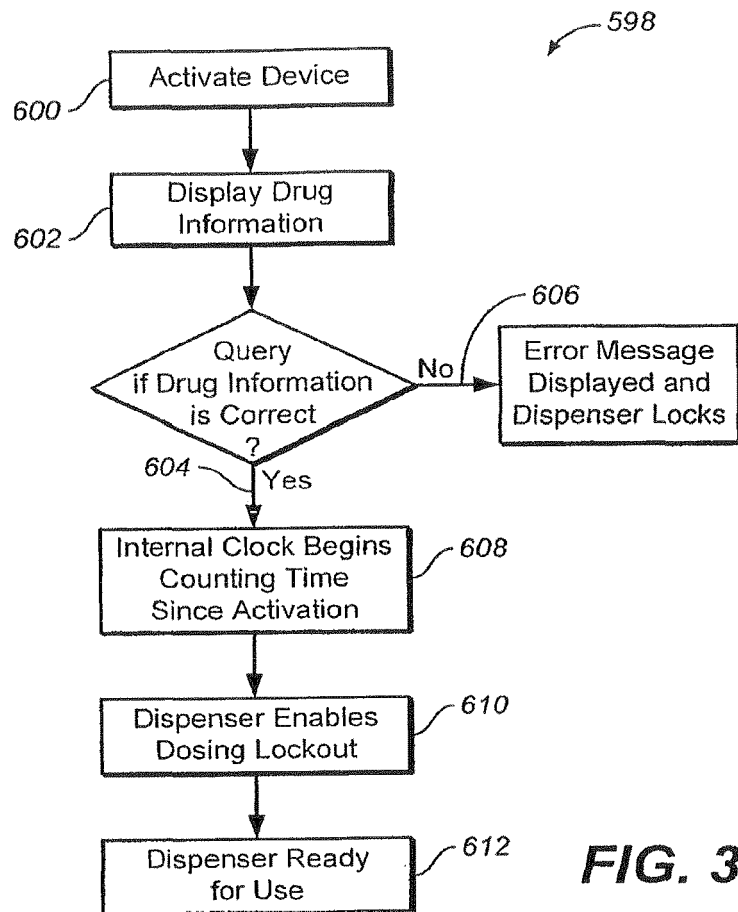 598
Activate Device
600
Display Drug
Information
602
606
Query
if Drug Information
is Correct
?
No
Error Message
Displayed and
Dispenser Locks
604
Yes
Internal Clock Begins
Counting Time
Since Activation
608
Dispenser Enables
Dosing Lockout
610
Dispenser Ready
for Use
612
FIG. 3